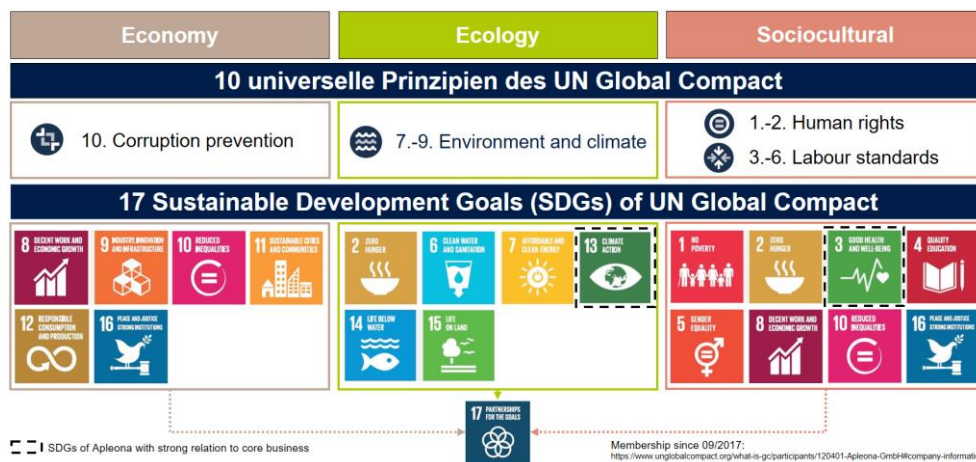 Economy
Ecology
Sociocultural
10 universelle Prinzipien des UN Global Compact
10. Corruption prevention
7.-9. Environment and climate
1.-2. Human rights
3.-6. Labour standards
17 Sustainable Development Goals (SDGs) of UN Global Compact
8 DECENT WORK AND
ECONOMIC GROWTH
9 INDUSTRY, INNOVATION
AND INFRASTRUCTURE
10 REDUCED
INEQUALITIES
11 SUSTAINABLE CITIES
AND COMMUNITIES
12 RESPONSIBLE
CONSUMPTION
AND PRODUCTION
16 PEACE AND JUSTICE
STRONG INSTITUTIONS
2 ZERO
HUNGER
6 CLEAN WATER
AND SANITATION
7 AFFORDABLE AND
CLEAN ENERGY
13 CLIMATE
ACTION
14 LIFE BELOW
WATER
15 LIFE
ON LAND
1 NO
POVERTY
2 ZERO
HUNGER
3 GOOD HEALTH
AND WELL-BEING
4 QUALITY
EDUCATION
5 GENDER
EQUALITY
8 DECENT WORK AND
ECONOMIC GROWTH
10 REDUCED
INEQUALITIES
16 PEACE AND JUSTICE
STRONG INSTITUTIONS
17 PARTNERSHIPS
FOR THE GOALS
SDGs of Apleona with strong relation to core business
Membership since 09/2017:
https://www.unglobalcompact.org/what-is-gc/participants/120401-Apleona-GmbH#company-informati